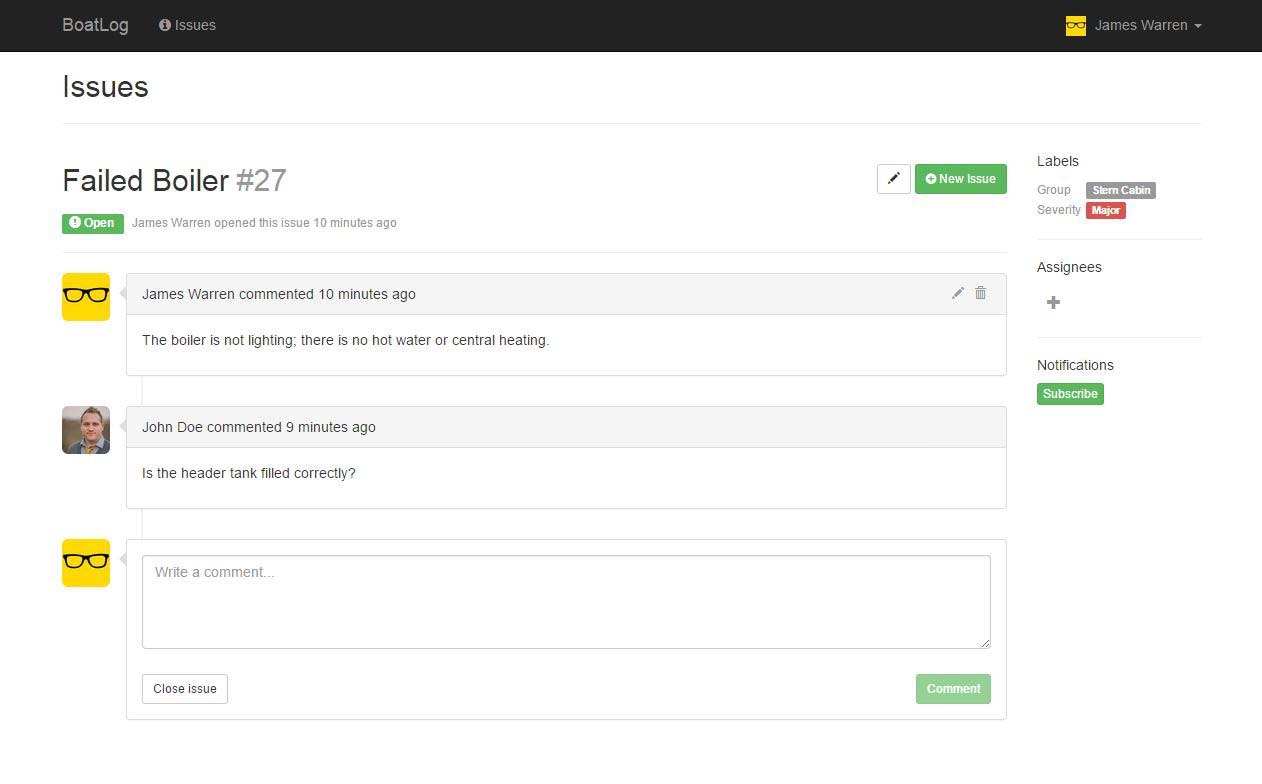 BoatLog Issues James Warren
Issues
Failed Boiler #27
New Issue
Open James Warren opened this issue 10 minutes ago
James Warren commented 10 minutes ago
The boiler is not lighting; there is no hot water or central heating.
John Doe commented 9 minutes ago
Is the header tank filled correctly?
Write a comment...
Close issue
Comment
Labels
Group Stern Cabin
Severity Major
Assignees
Notifications
Subscribe